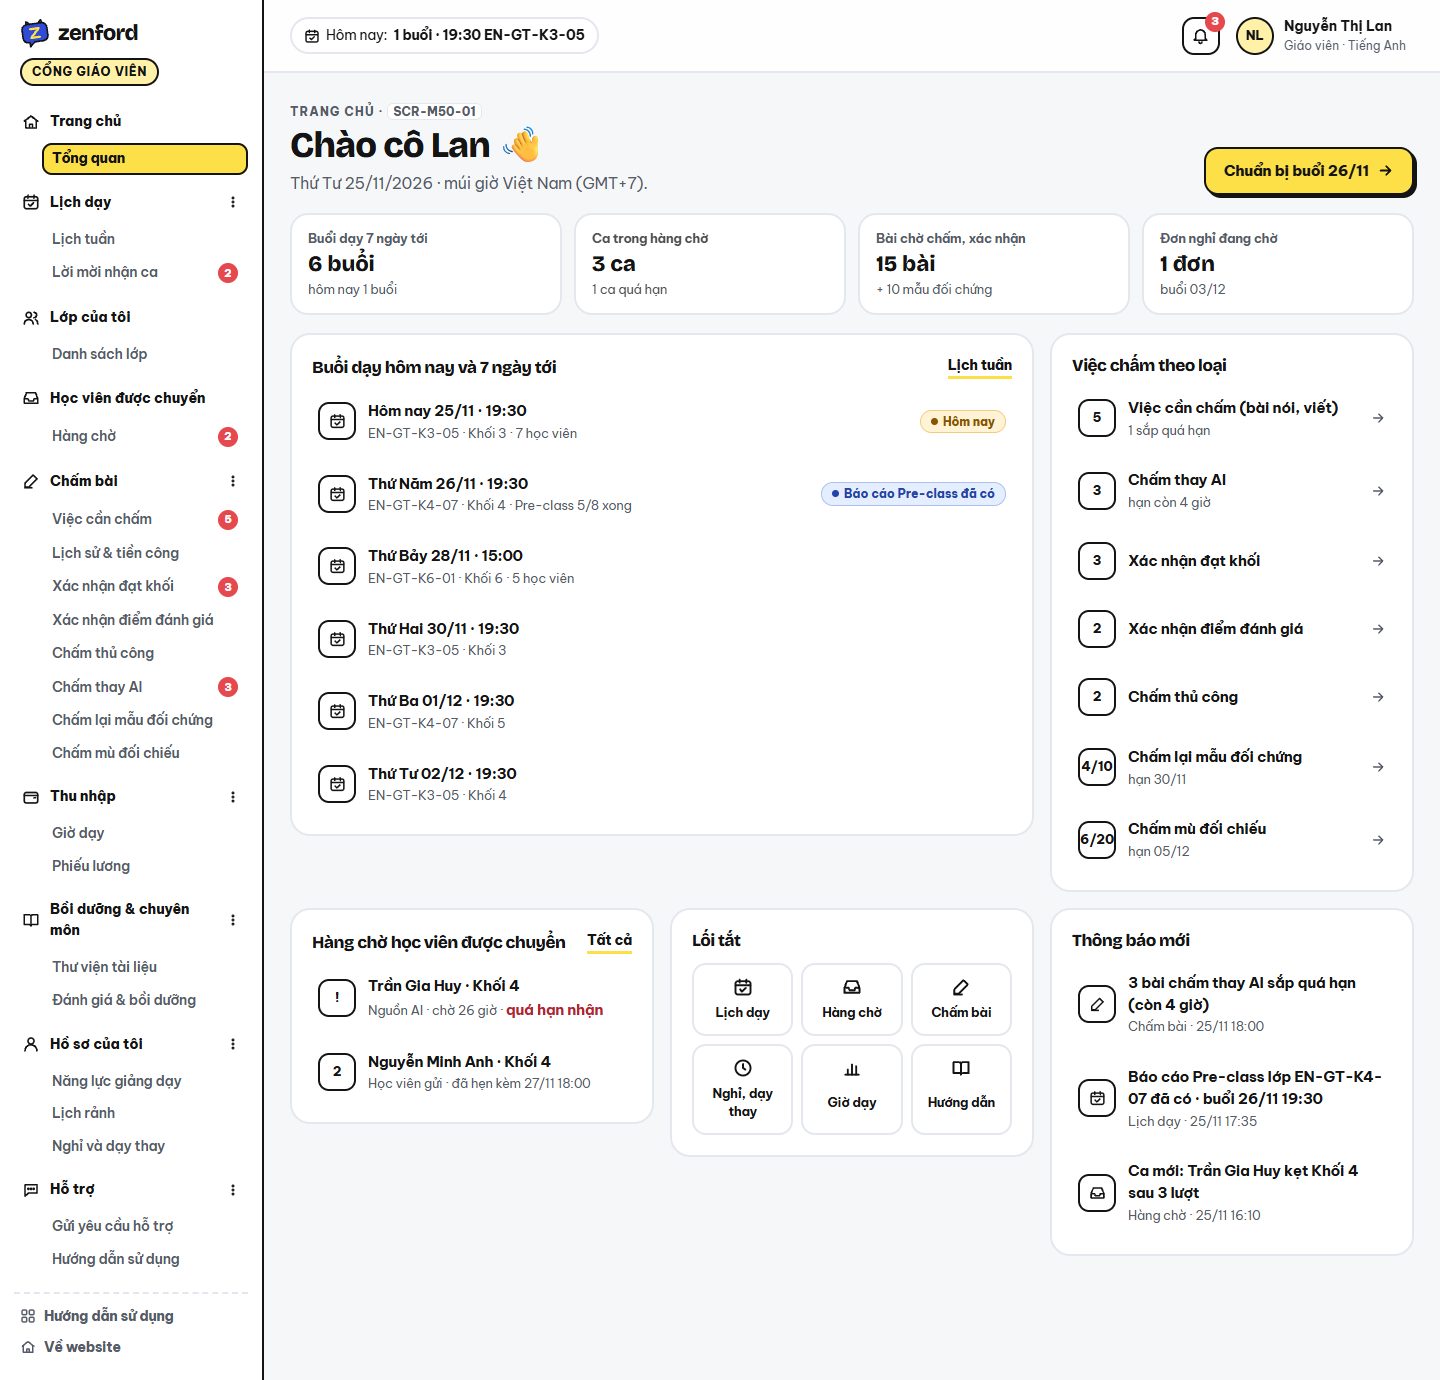 zenford
CỔNG GIÁO VIÊN
Trang chủ
Tổng quan
Lịch dạy
Lịch tuần
Lời mời nhận ca 2
Lớp của tôi
Danh sách lớp
Học viên được chuyển
Hàng chờ 2
Chấm bài
Việc cần chấm 5
Lịch sử & tiền công
Xác nhận đạt khối 3
Xác nhận điểm đánh giá
Chấm thủ công
Chấm thay AI 3
Chấm lại mẫu đối chứng
Chấm mù đối chiếu
Thu nhập
Giờ dạy
Phiếu lương
Bồi dưỡng & chuyên
môn
Thư viện tài liệu
Đánh giá & bồi dưỡng
Hồ sơ của tôi
Năng lực giảng dạy
Lịch rảnh
Nghỉ và dạy thay
Hỗ trợ
Gửi yêu cầu hỗ trợ
Hướng dẫn sử dụng
Hướng dẫn sử dụng
Về website
Hôm nay: 1 buổi · 19:30 EN-GT-K3-05
3
NL
Nguyễn Thị Lan
Giáo viên · Tiếng Anh
TRANG CHỦ · SCR-M50-01
Chào cô Lan 👋
Thứ Tư 25/11/2026 · múi giờ Việt Nam (GMT+7).
Chuẩn bị buổi 26/11 →
Buổi dạy 7 ngày tới
6 buổi
hôm nay 1 buổi
Ca trong hàng chờ
3 ca
1 ca quá hạn
Bài chờ chấm, xác nhận
15 bài
+ 10 mẫu đối chứng
Đơn nghỉ đang chờ
1 đơn
buổi 03/12
Buổi dạy hôm nay và 7 ngày tới
Lịch tuần
Hôm nay 25/11 · 19:30
EN-GT-K3-05 · Khối 3 · 7 học viên
Hôm nay
Thứ Năm 26/11 · 19:30
EN-GT-K4-07 · Khối 4 · Pre-class 5/8 xong
Báo cáo Pre-class đã có
Thứ Bảy 28/11 · 15:00
EN-GT-K6-01 · Khối 6 · 5 học viên
Thứ Hai 30/11 · 19:30
EN-GT-K3-05 · Khối 3
Thứ Ba 01/12 · 19:30
EN-GT-K4-07 · Khối 5
Thứ Tư 02/12 · 19:30
EN-GT-K3-05 · Khối 4
Việc chấm theo loại
5
Việc cần chấm (bài nói, viết)
1 sắp quá hạn
3
Chấm thay AI
hạn còn 4 giờ
3
Xác nhận đạt khối
2
Xác nhận điểm đánh giá
2
Chấm thủ công
4/10
Chấm lại mẫu đối chứng
hạn 30/11
6/20
Chấm mù đối chiếu
hạn 05/12
Hàng chờ học viên được chuyển
Tất cả
!
Trần Gia Huy · Khối 4
Nguồn AI · chờ 26 giờ · quá hạn nhận
2
Nguyễn Minh Anh · Khối 4
Học viên gửi · đã hẹn kèm 27/11 18:00
Lối tắt
Lịch dạy
Hàng chờ
Chấm bài
Nghỉ, dạy
thay
Giờ dạy
Hướng dẫn
Thông báo mới
3 bài chấm thay AI sắp quá hạn
(còn 4 giờ)
Chấm bài · 25/11 18:00
Báo cáo Pre-class lớp EN-GT-K4-
07 đã có · buổi 26/11 19:30
Lịch dạy · 25/11 17:35
Ca mới: Trần Gia Huy kẹt Khối 4
sau 3 lượt
Hàng chờ · 25/11 16:10